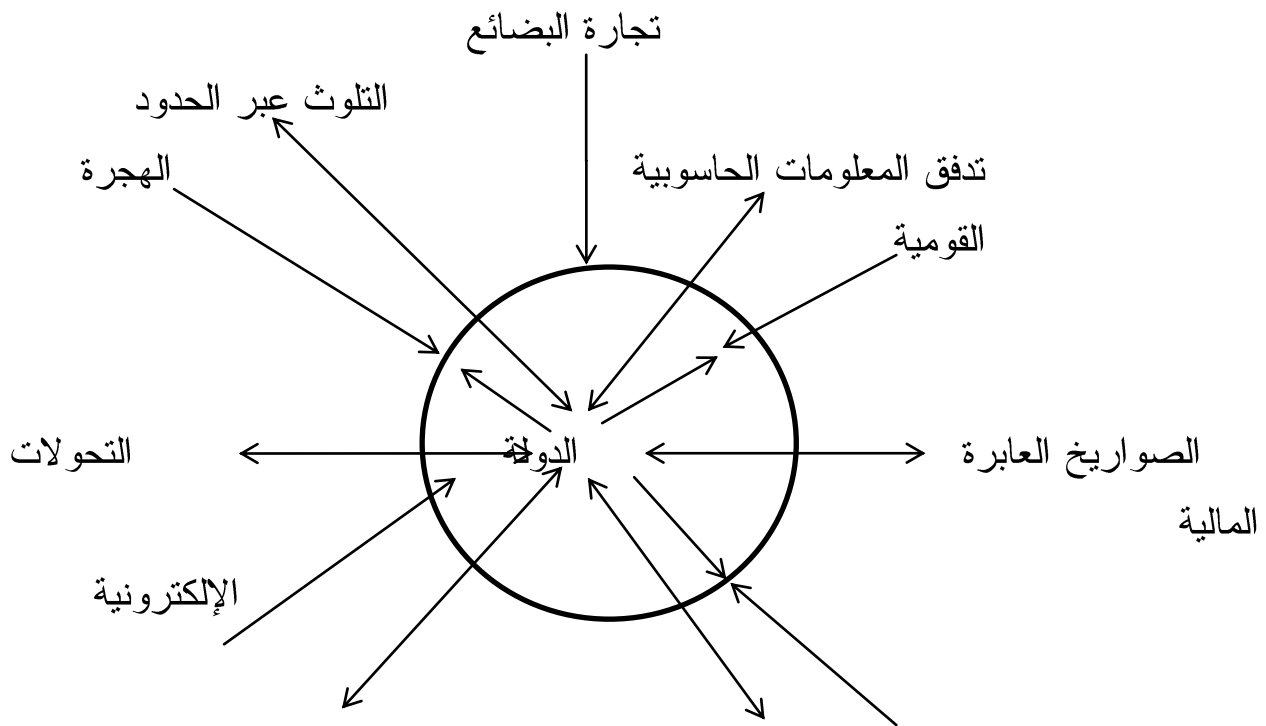 تجارة البضائع
التلوث عبر الحدود
تدفق المعلومات الحاسوبية
الهجرة
القومية
الصواريخ العابرة
الدولة
التحولات
المالية
الإلكترونية